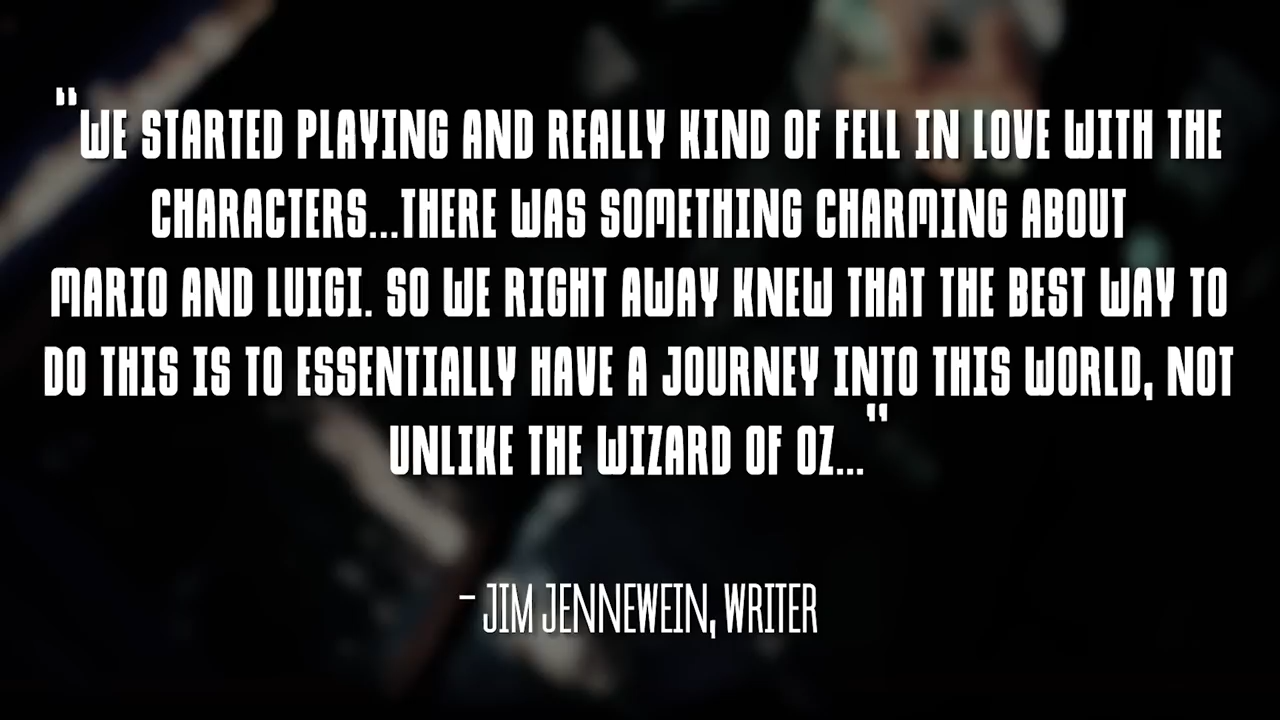 "WE STARTED PLAYING AND REALLY KIND OF FELL IN LOVE WITH THE
CHARACTERS...THERE WAS SOMETHING CHARMING ABOUT
MARIO AND LUIGI. SO WE RIGHT AWAY KNEW THAT THE BEST WAY TO
DO THIS IS TO ESSENTIALLY HAVE A JOURNEY INTO THIS WORLD, NOT
UNLIKE THE WIZARD OF OZ..."
- JIM JENNEWEIN, WRITER